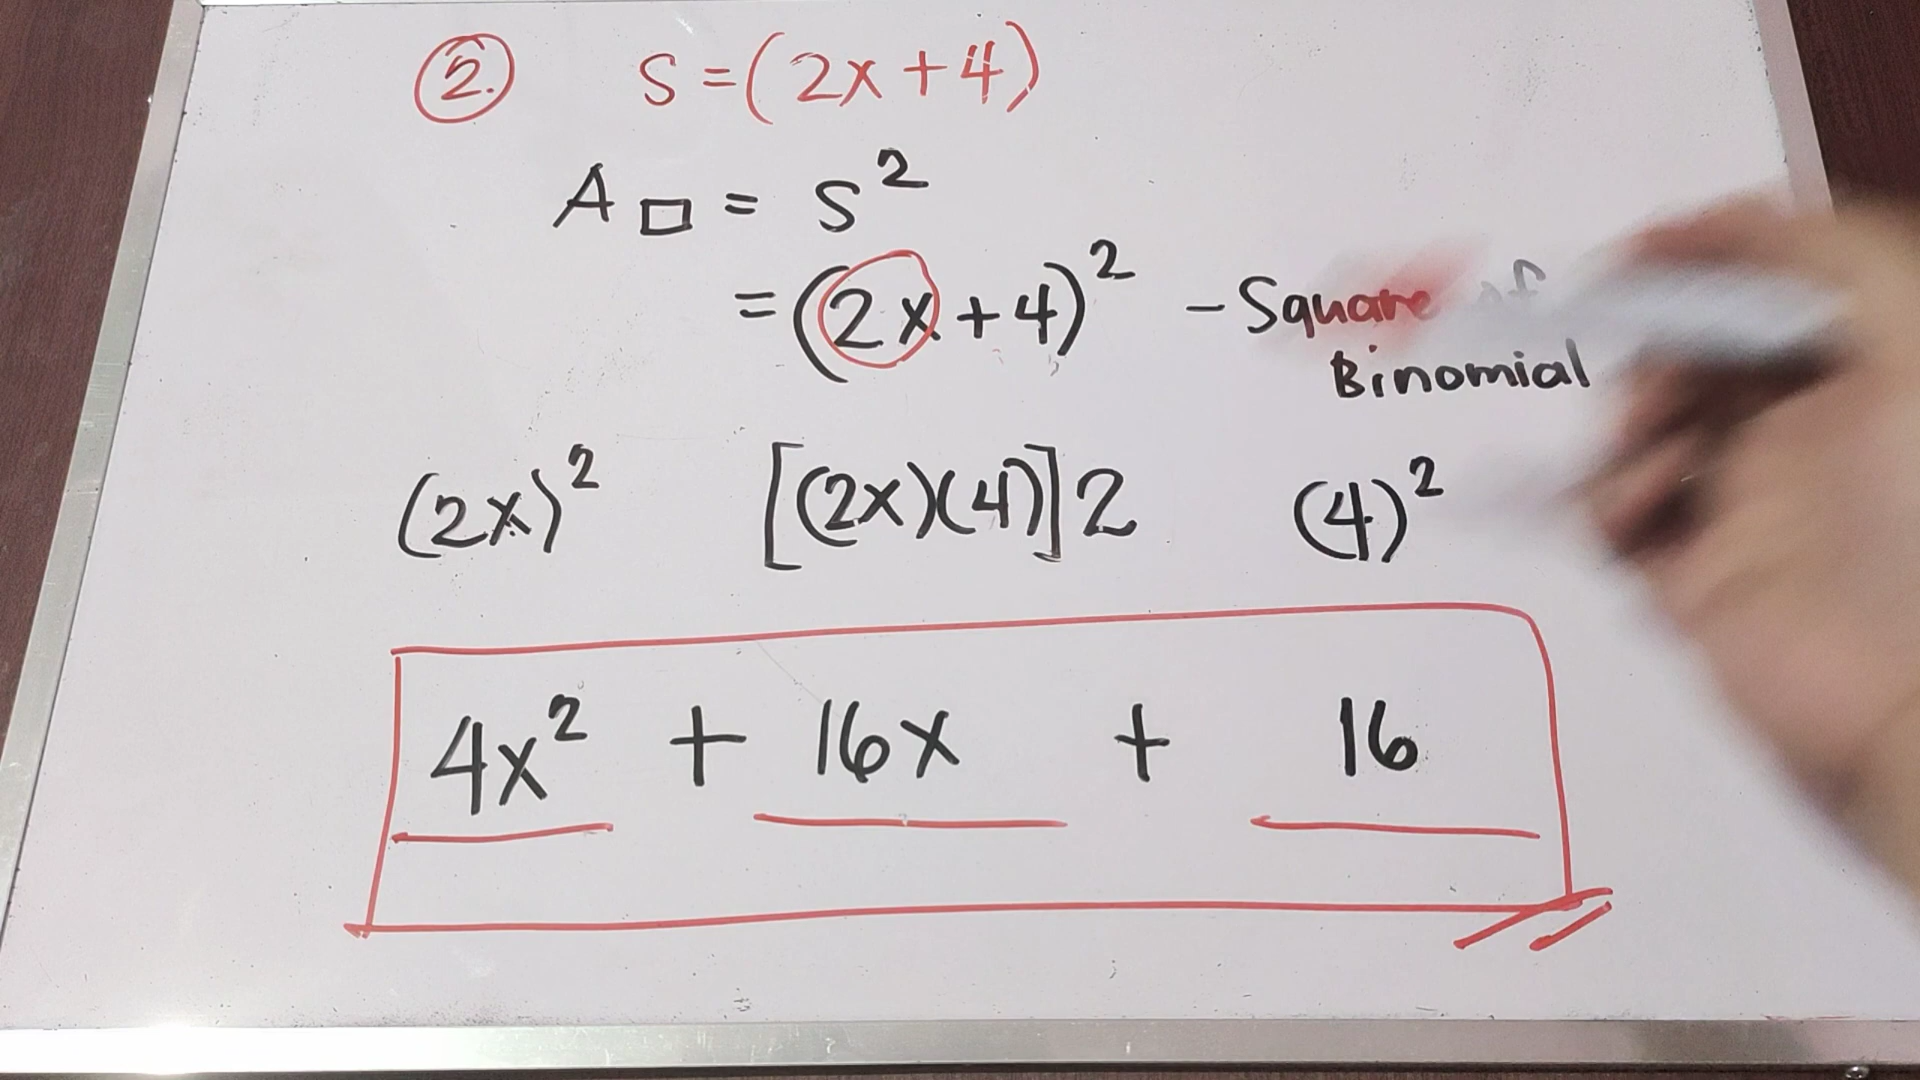 2. S=(2x+4)
A□ = S²
=(2x+4)² - Square of
Binomial
(2x)² [(2x)(4)]2 (4)²
4x² + 16x + 16